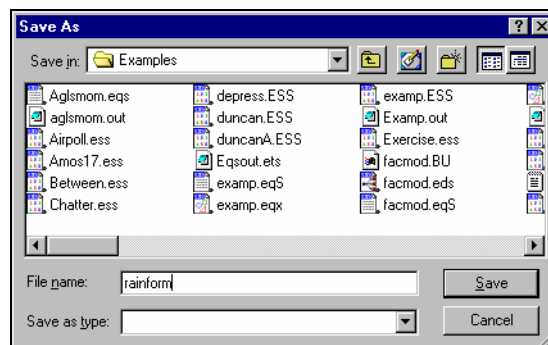 Save As
Save in: Examples
Aglsmom.eqs depress.ESS examp.ESS
aglsmom.out duncan.ESS Examp.out
Airpoll.ess duncanA.ESS Exercise.ess
Amos17.ess Eqsout.ets facmod.BU
Between.ess examp.eqS facmod.eds
Chatter.ess examp.eqx facmod.eqS
File name: rainform Save
Save as type: Cancel